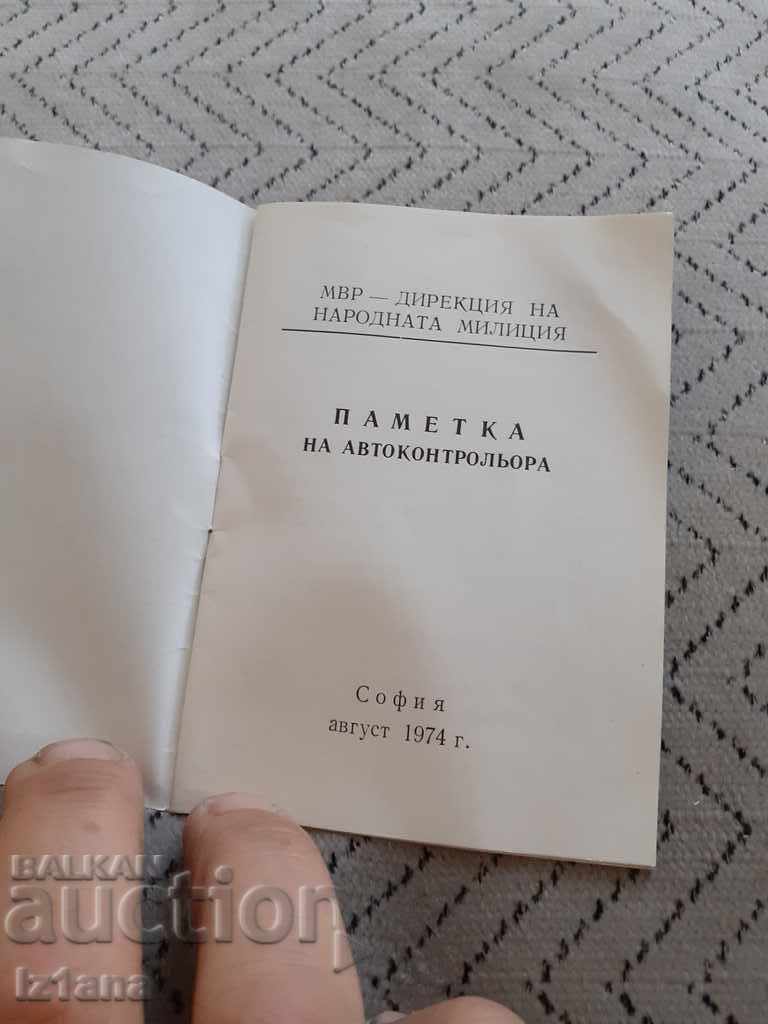 МВР — ДИРЕКЦИЯ НА
НАРОДНАТА МИЛИЦИЯ
ПАМЕТКА
НА АВТОКОНТРОЛЬОРА
София
август 1974 г.
BALKAN
auction
iz1ana